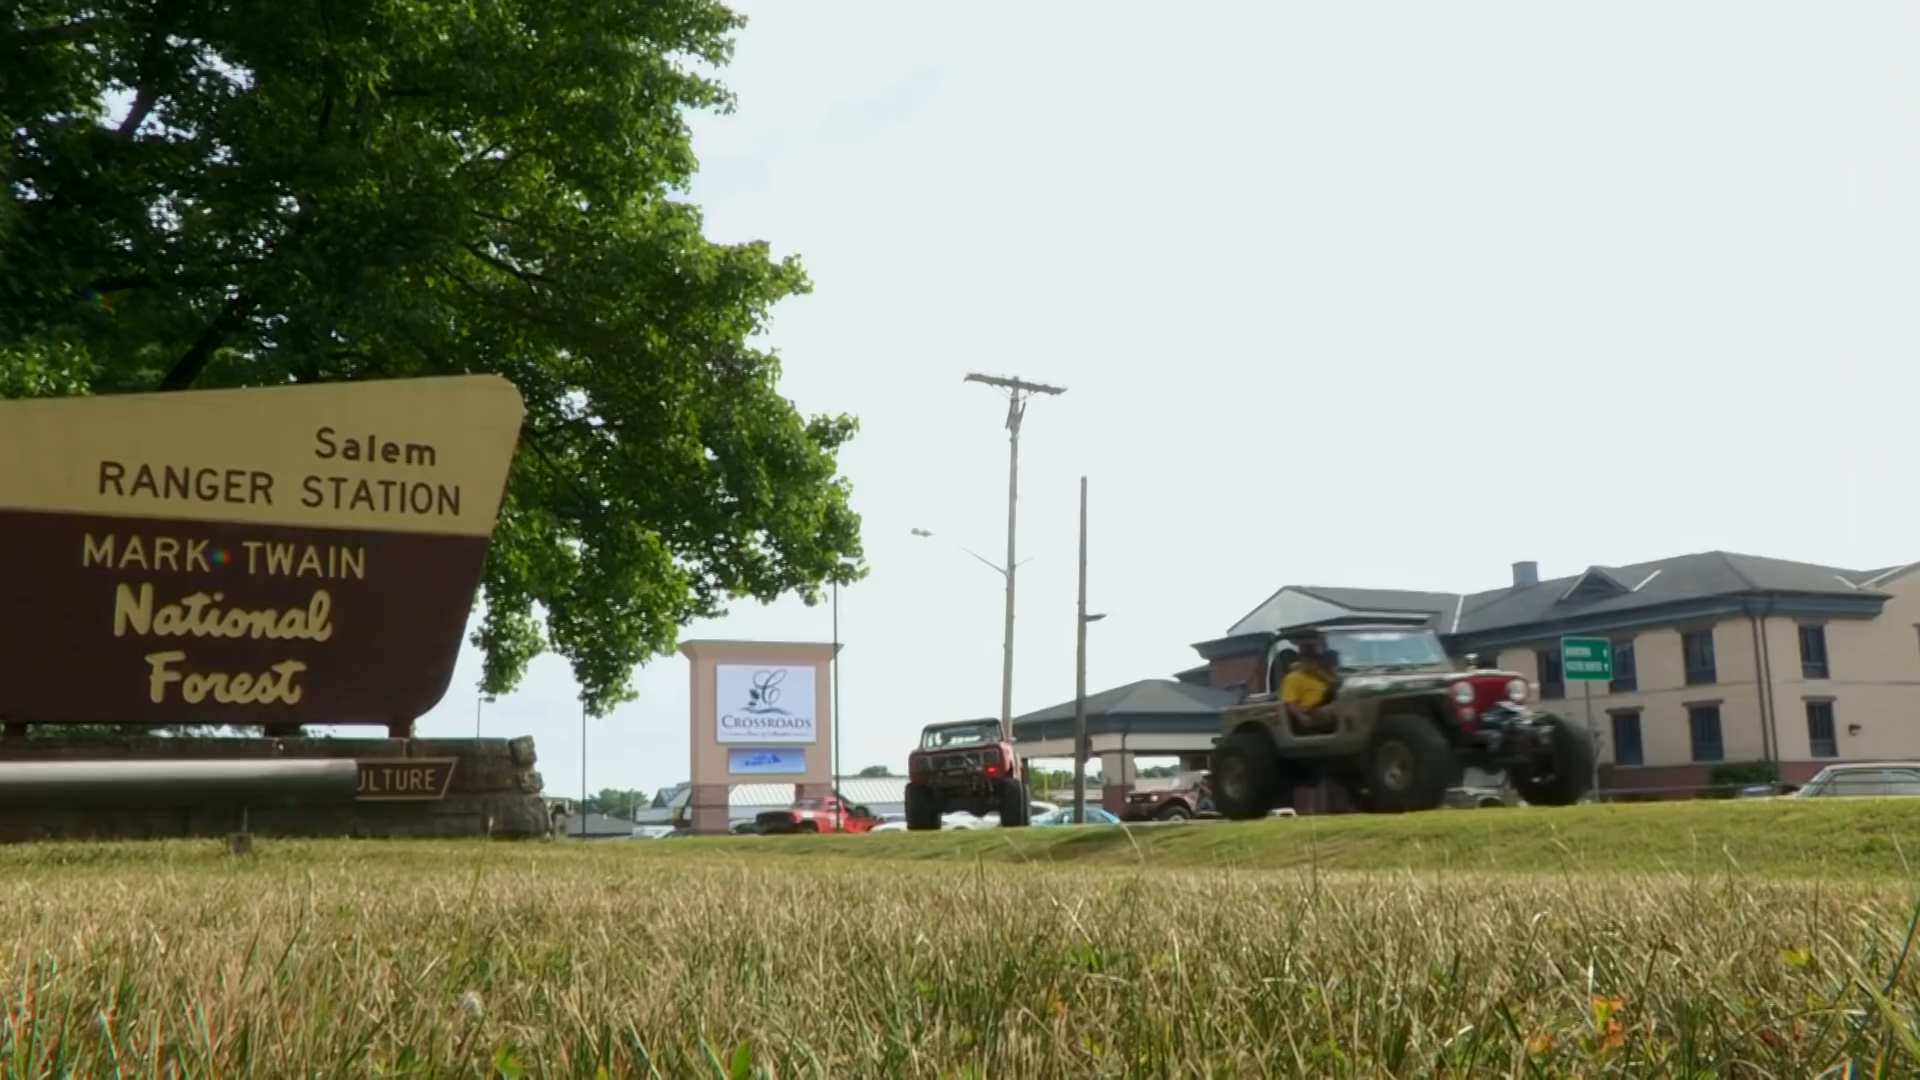 Salem
RANGER STATION
MARK TWAIN
National
Forest
ULTURE
C
CROSSROADS